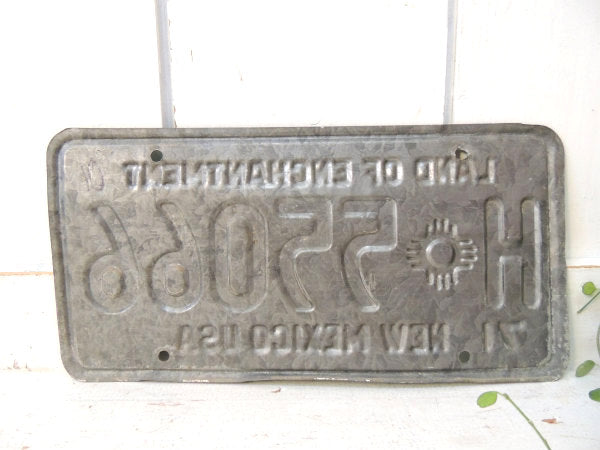 LAND OF ENCHANTMENT
H 55066
71 NEW MEXICO USA